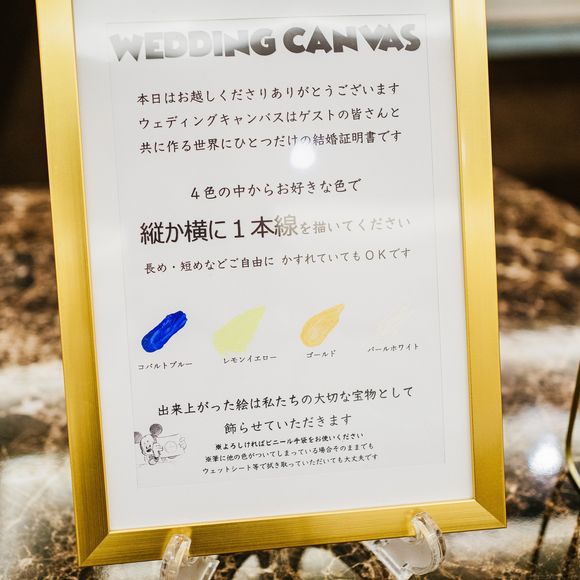 WEDDING CANVAS
本日はお越しくださりありがとうございます
ウェディングキャンバスはゲストの皆さんと
共に作る世界にひとつだけの結婚証明書です
４色の中からお好きな色で
縦か横に１本線を描いてください
長め・短めなどご自由に かすれていてもＯＫです
コバルトブルー
レモンイエロー
ゴールド
パールホワイト
出来上がった絵は私たちの大切な宝物として
飾らせていただきます
※よろしければビニール手袋をお使いください
※筆に他の色がついてしまっている場合そのままでも
ウェットシート等で拭き取っていただいても大丈夫です